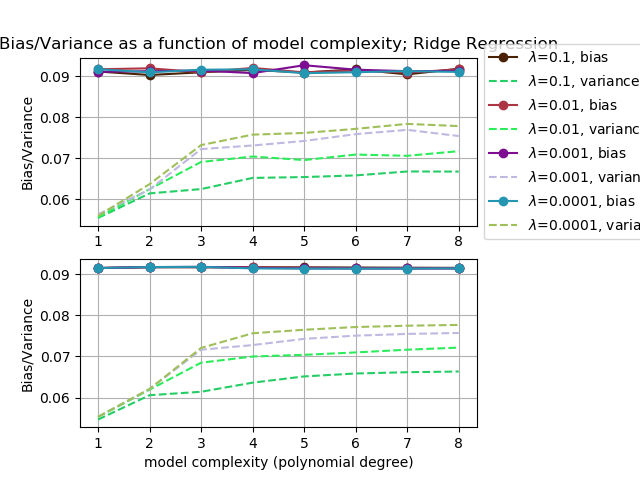 Bias/Variance as a function of model complexity; Ridge Regression
λ=0.1, bias
λ=0.1, variance
λ=0.01, bias
λ=0.01, varianc
λ=0.001, bias
λ=0.001, varian
λ=0.0001, bias
λ=0.0001, varia
Bias/Variance
0.09
0.08
0.07
0.06
1 2 3 4 5 6 7 8
Bias/Variance
0.09
0.08
0.07
0.06
1 2 3 4 5 6 7 8
model complexity (polynomial degree)